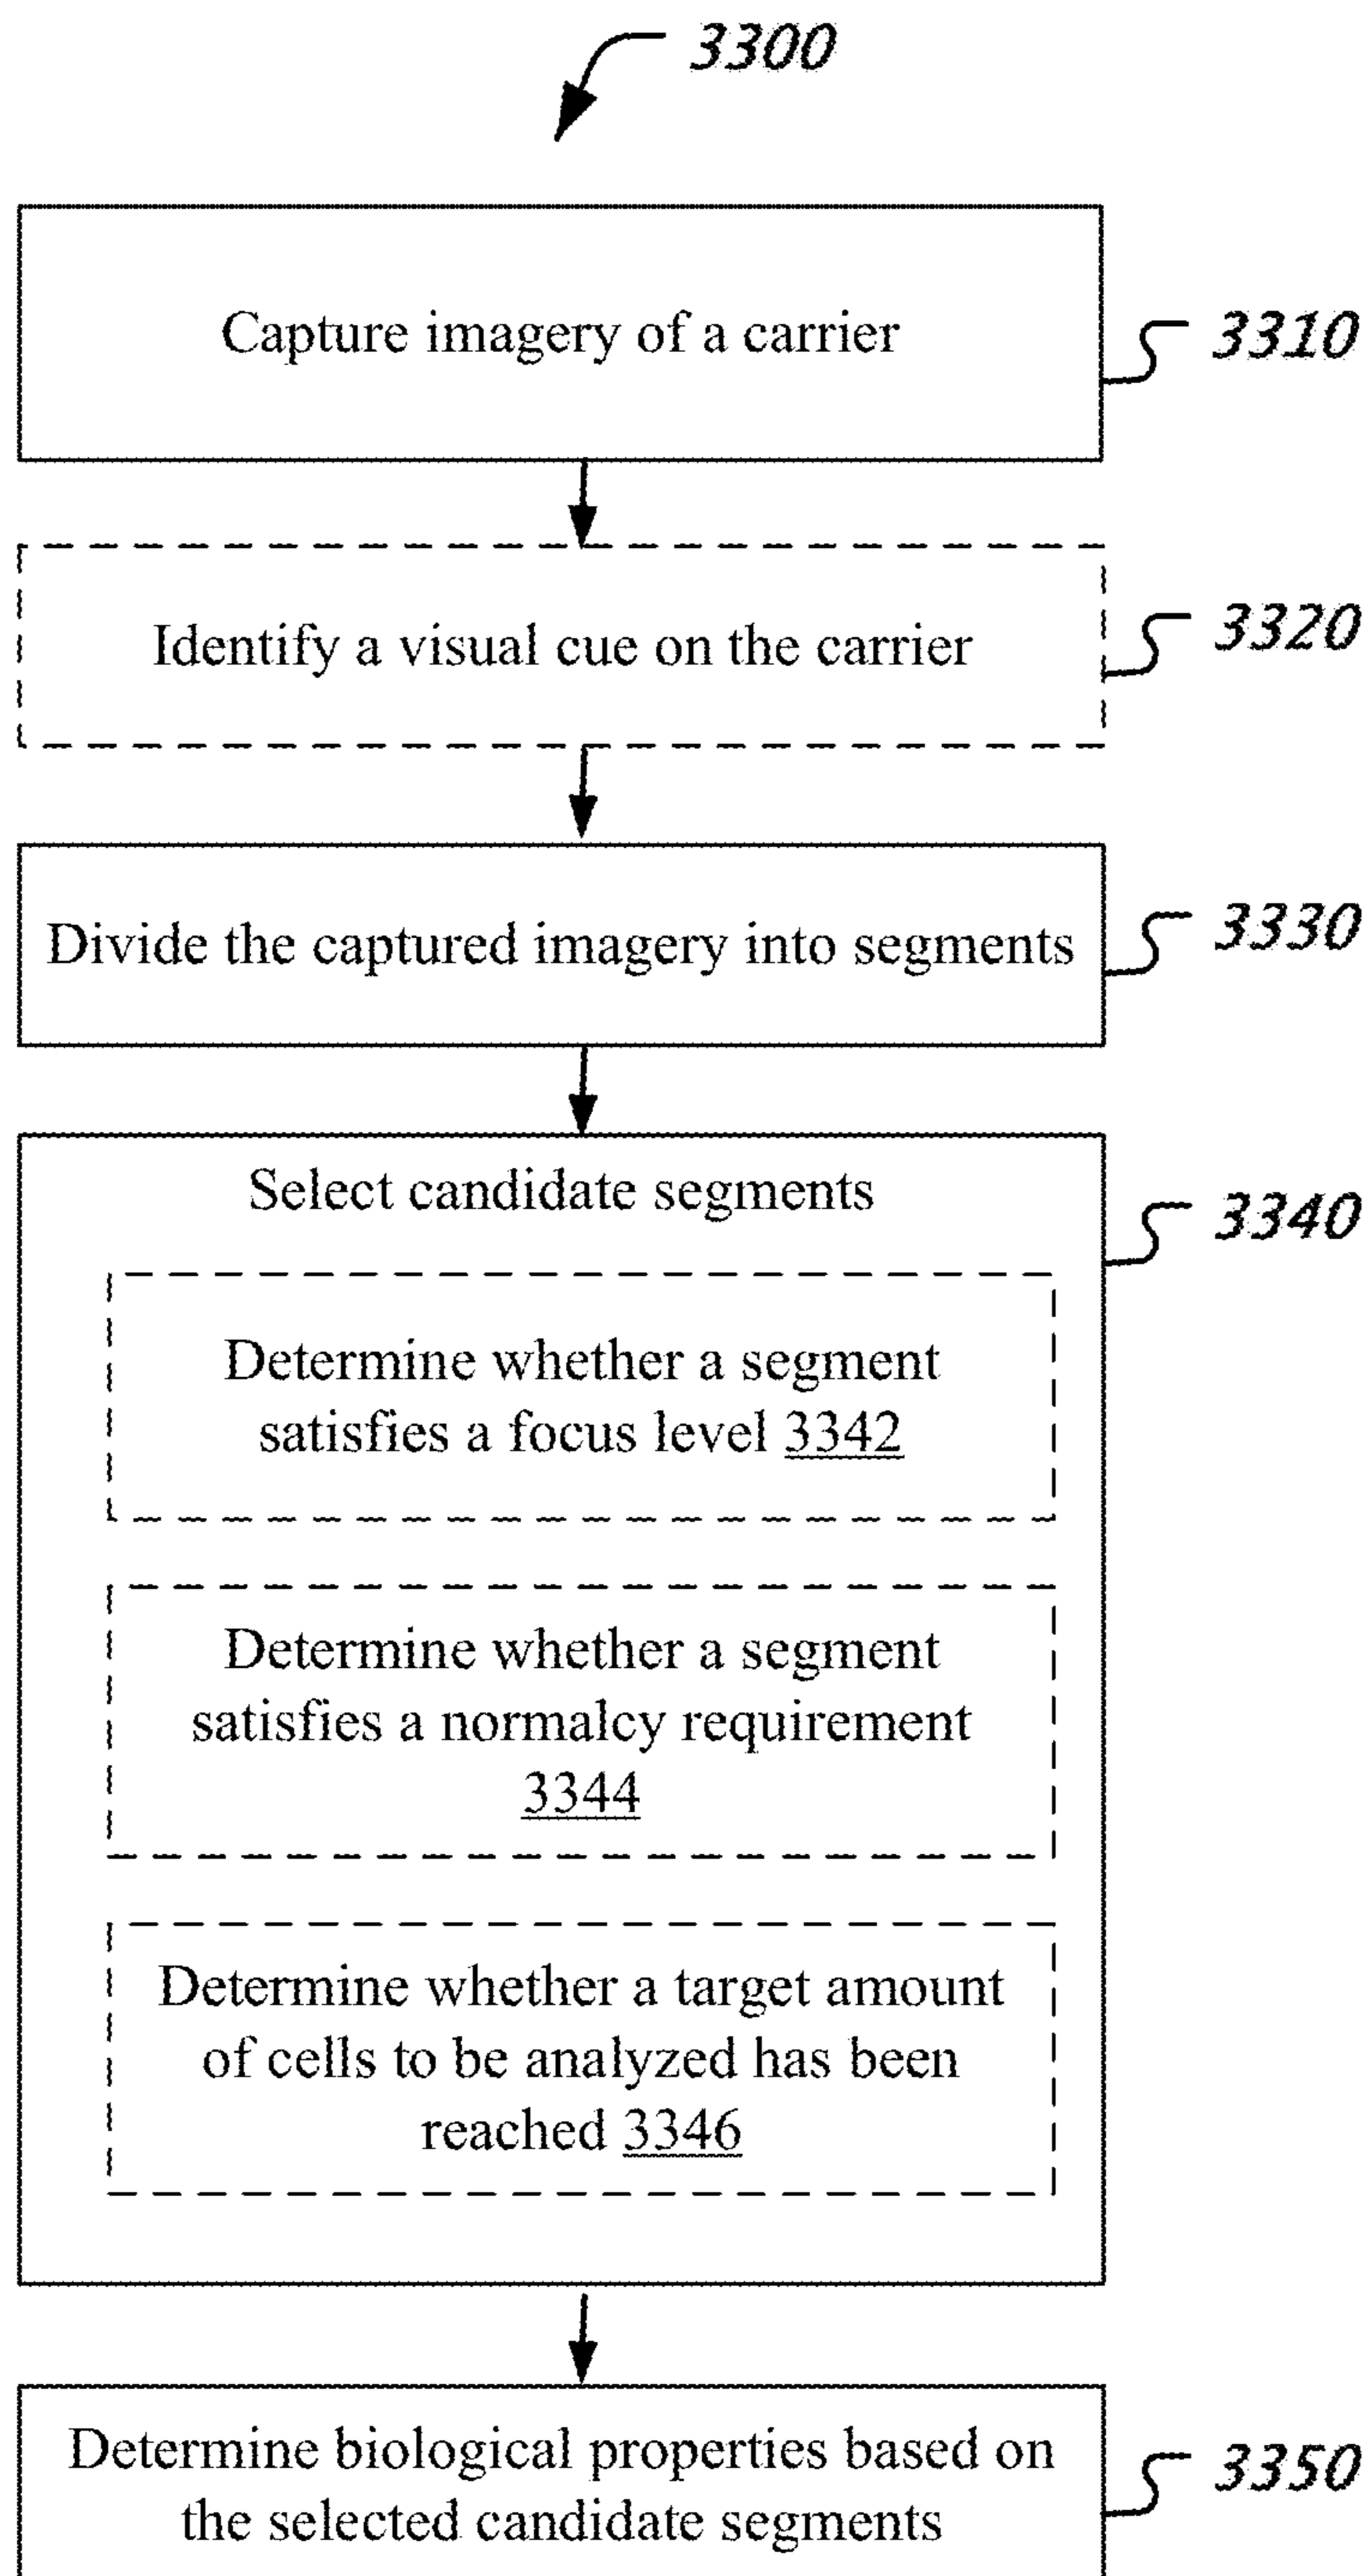 3300
Capture imagery of a carrier
3310
Identify a visual cue on the carrier
3320
Divide the captured imagery into segments
3330
Select candidate segments
3340
Determine whether a segment
satisfies a focus level 3342
Determine whether a segment
satisfies a normalcy requirement
3344
Determine whether a target amount
of cells to be analyzed has been
reached 3346
Determine biological properties based on
the selected candidate segments
3350